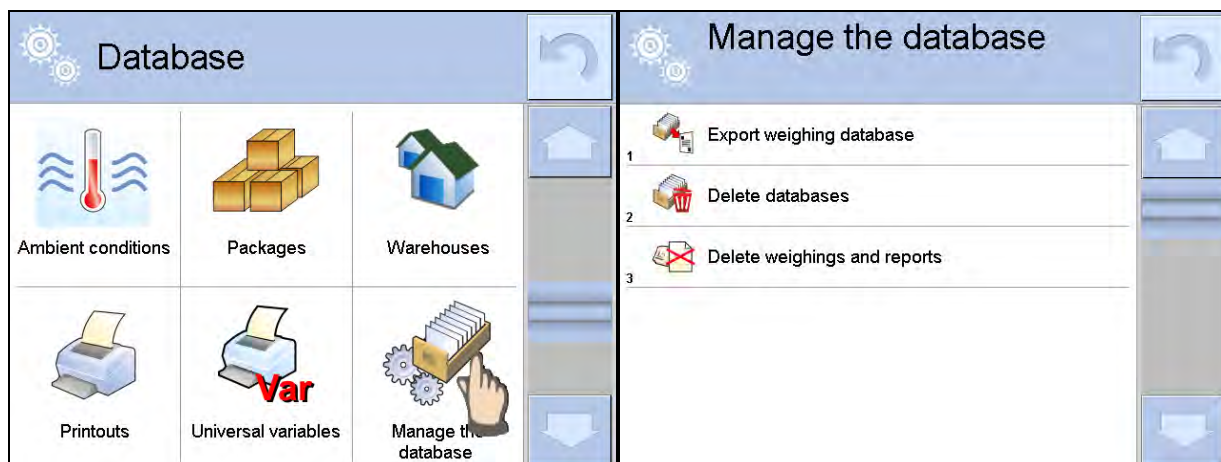 Database
Ambient conditions
Packages
Warehouses
Printouts
Var
Universal variables
Manage the
database
Manage the database
1 Export weighing database
2 Delete databases
3 Delete weighings and reports